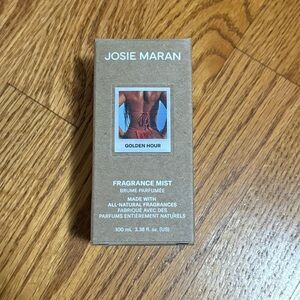 JOSIE MARAN
GOLDEN HOUR
FRAGRANCE MIST
BRUME PARFUMÉE
MADE WITH
ALL-NATURAL FRAGRANCES
FABRIQUÉ AVEC DES
PARFUMS ENTIÈREMENT NATURELS
100 mL 3.38 fl. oz. (US)